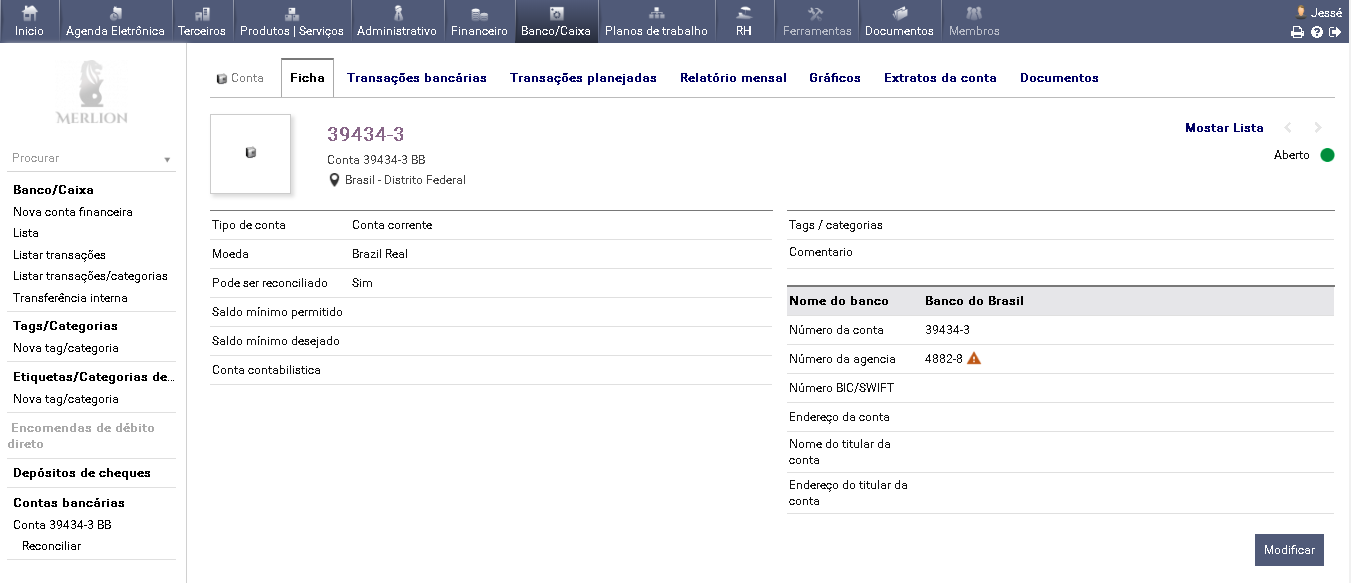 Inicio
Agenda Eletrônica
Terceiros
Produtos | Serviços
Administrativo
Financeiro
Banco/Caixa
Planos de trabalho
RH
Ferramentas
Documentos
Membros
Jessé
MERLION
Procurar
Banco/Caixa
Nova conta financeira
Lista
Listar transações
Listar transações/categorias
Transferência interna
Tags/Categorias
Nova tag/categoria
Etiquetas/Categorias de...
Nova tag/categoria
Encomendas de débito
direto
Depósitos de cheques
Contas bancárias
Conta 39434-3 BB
Reconciliar
Conta
Ficha
Transações bancárias
Transações planejadas
Relatório mensal
Gráficos
Extratos da conta
Documentos
39434-3
Conta 39434-3 BB
Brasil - Distrito Federal
Mostar Lista
Aberto
Tipo de conta Conta corrente
Moeda Brazil Real
Pode ser reconciliado Sim
Saldo mínimo permitido
Saldo mínimo desejado
Conta contabilistica
Tags / categorias
Comentario
Nome do banco Banco do Brasil
Número da conta 39434-3
Número da agencia 4882-8
Número BIC/SWIFT
Endereço da conta
Nome do titular da
conta
Endereço do titular da
conta
Modificar